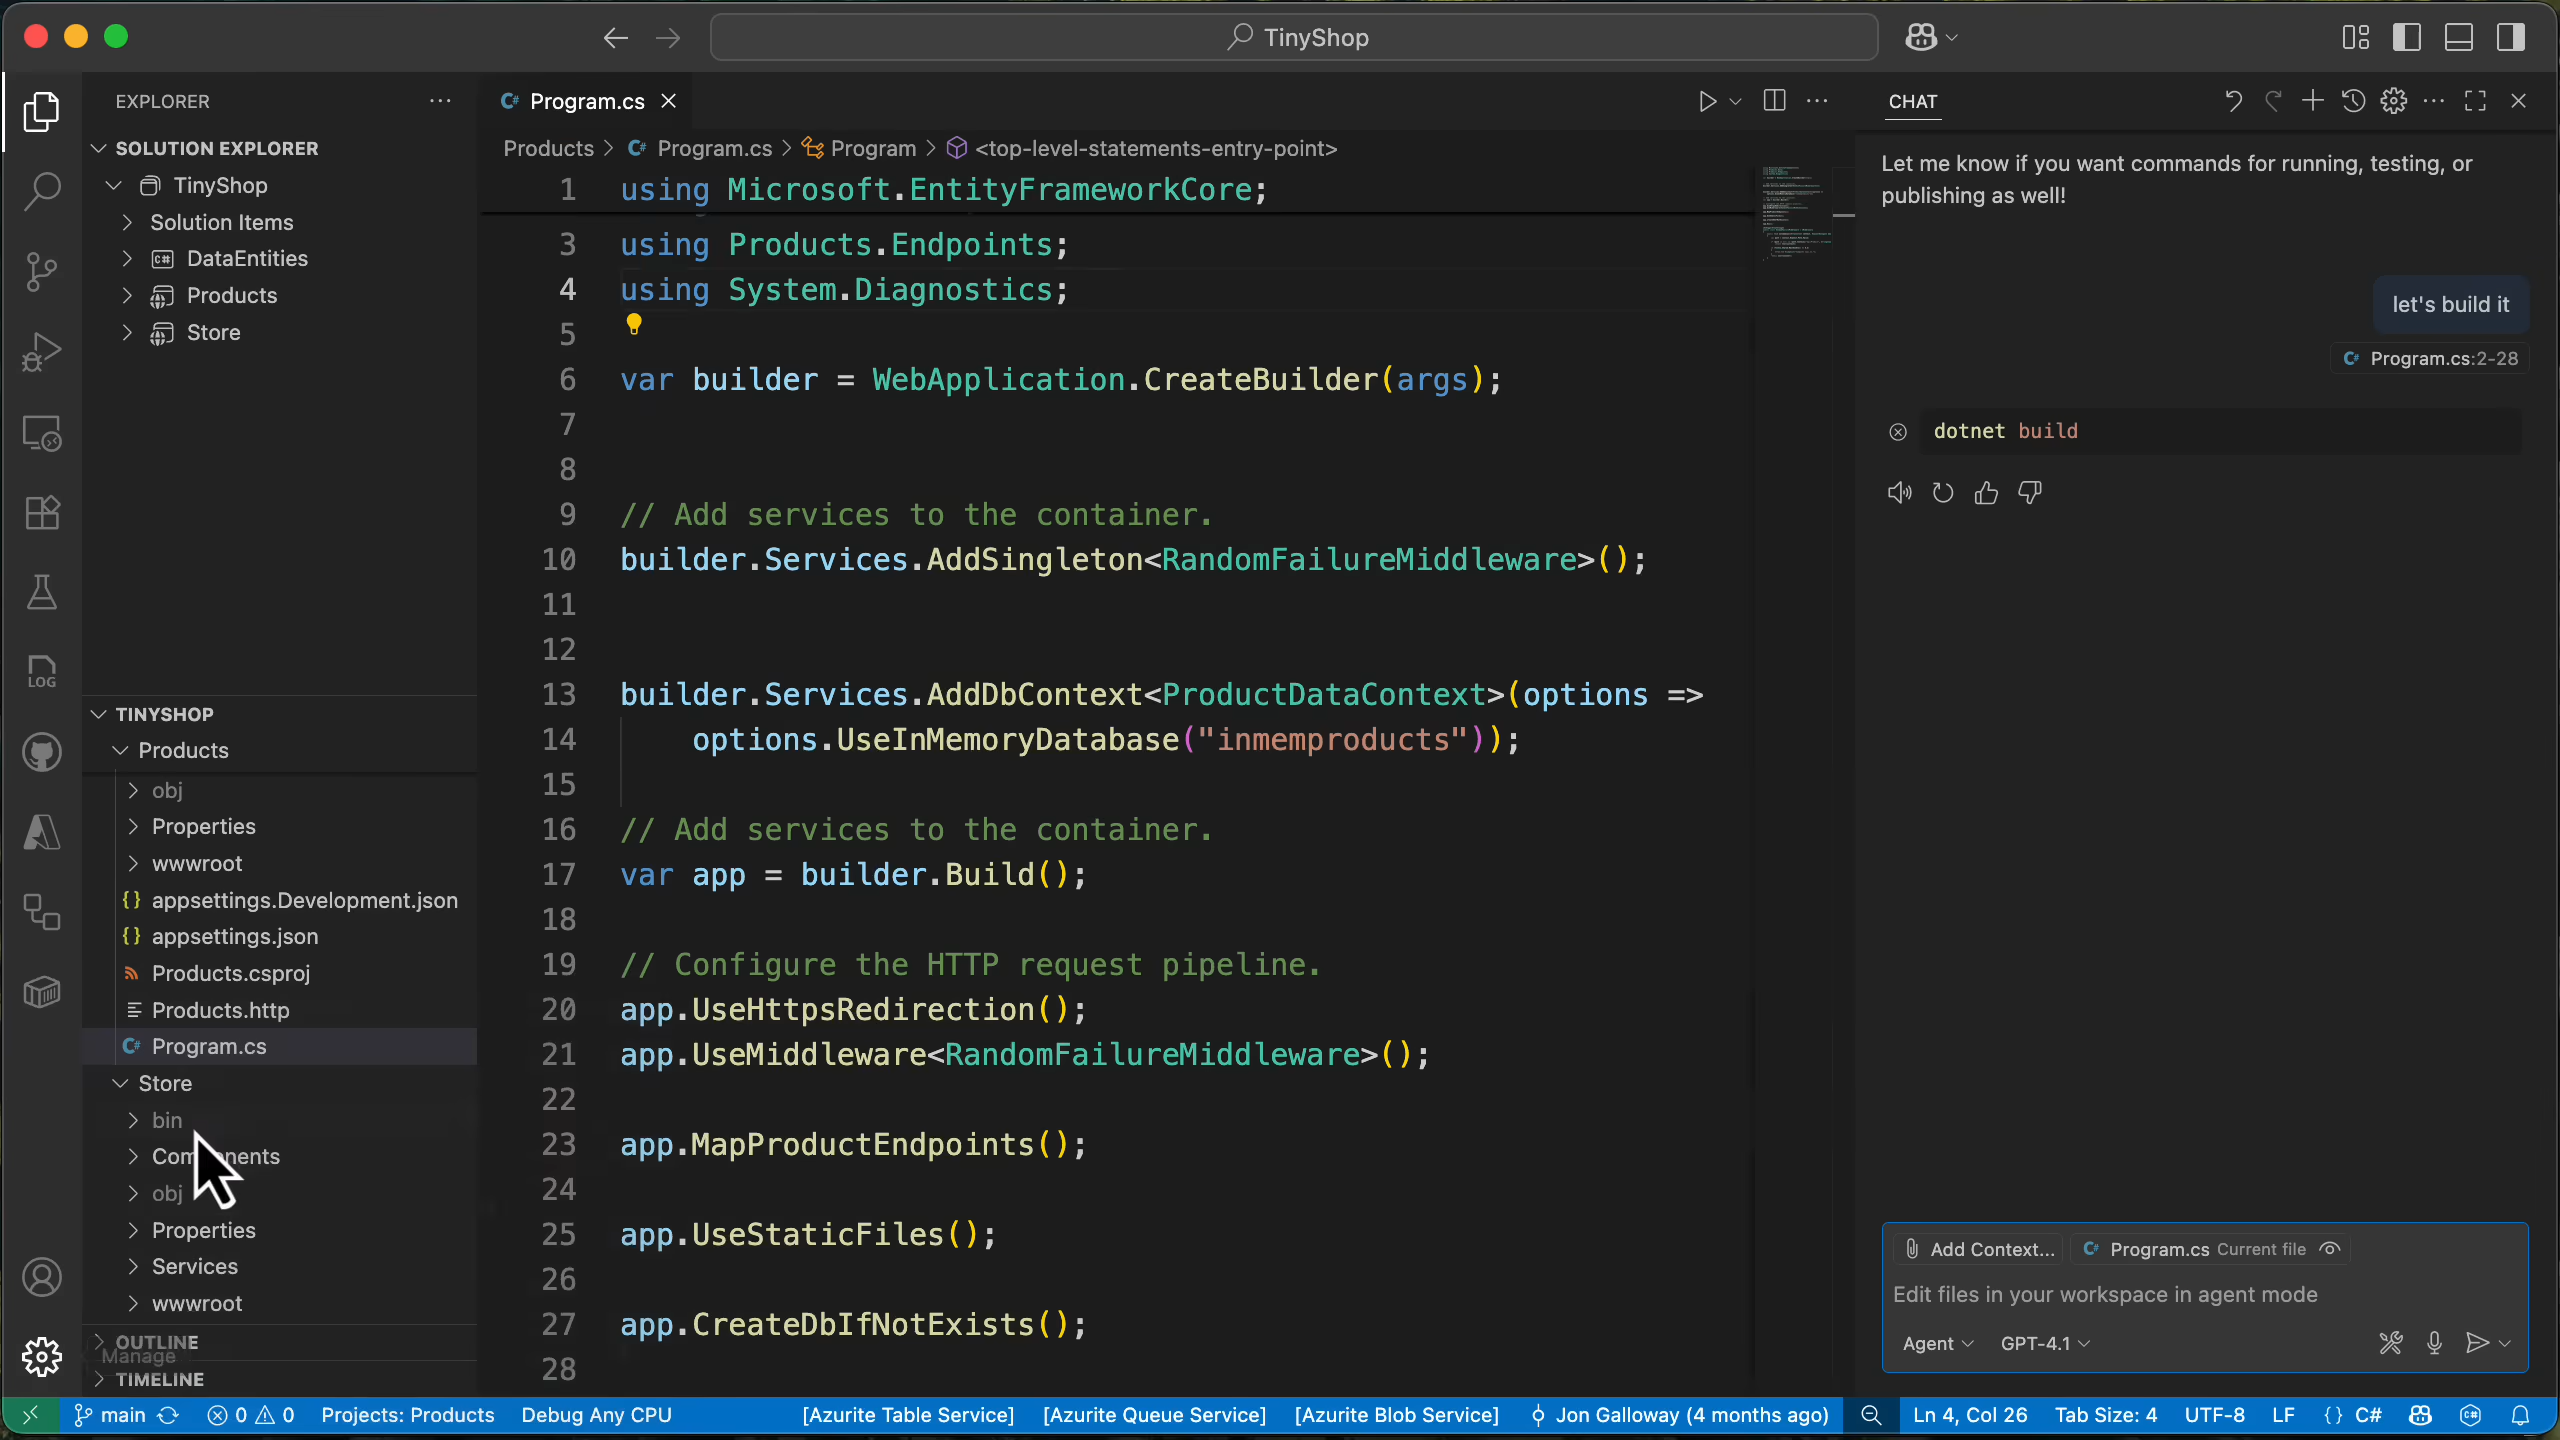 TinyShop
EXPLORER
SOLUTION EXPLORER
TinyShop
Solution Items
DataEntities
Products
Store
TINYSHOP
Products
obj
Properties
wwwroot
{} appsettings.Development.json
{} appsettings.json
Products.csproj
Products.http
C# Program.cs
Store
bin
Components
obj
Properties
Services
wwwroot
OUTLINE
Manage
TIMELINE
LOG
C# Program.cs
Products > C# Program.cs > Program > <top-level-statements-entry-point>
1 using Microsoft.EntityFrameworkCore;
3 using Products.Endpoints;
4 using System.Diagnostics;
5
6 var builder = WebApplication.CreateBuilder(args);
7
8
9 // Add services to the container.
10 builder.Services.AddSingleton<RandomFailureMiddleware>();
11
12
13 builder.Services.AddDbContext<ProductDataContext>(options =>
14 options.UseInMemoryDatabase("inmemproducts"));
15
16 // Add services to the container.
17 var app = builder.Build();
18
19 // Configure the HTTP request pipeline.
20 app.UseHttpsRedirection();
21 app.UseMiddleware<RandomFailureMiddleware>();
22
23 app.MapProductEndpoints();
24
25 app.UseStaticFiles();
26
27 app.CreateDbIfNotExists();
28
CHAT
Let me know if you want commands for running, testing, or
publishing as well!
let's build it
C# Program.cs:2-28
dotnet build
Add Context...
C# Program.cs Current file
Edit files in your workspace in agent mode
Agent
GPT-4.1
main
0
0
Projects: Products
Debug Any CPU
[Azurite Table Service]
[Azurite Queue Service]
[Azurite Blob Service]
Jon Galloway (4 months ago)
Ln 4, Col 26
Tab Size: 4
UTF-8
LF
{} C#